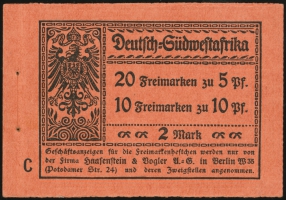 Deutsch-Südwestafrika
20 Freimarken zu 5 Pf.
10 Freimarken zu 10 Pf.
2 Mark
C
Geschäftsanzeigen für die Freimarkenheftchen werden nur von
der Firma Haasenstein & Vogler A.-G. in Berlin W 35
(Potsdamer Str. 24) und deren Zweigstellen angenommen.